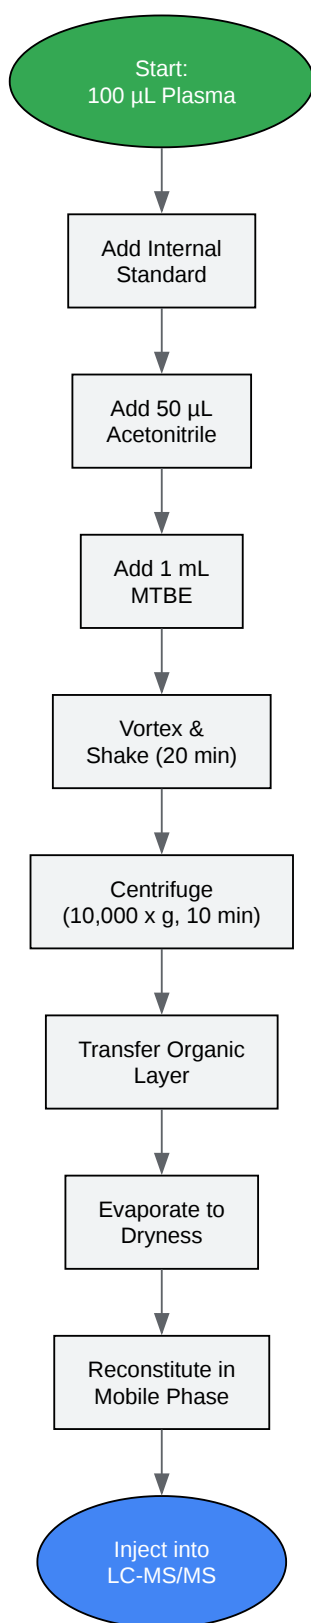 Start:
100 µL Plasma
Add Internal
Standard
Add 50 µL
Acetonitrile
Add 1 mL
MTBE
Vortex &
Shake (20 min)
Centrifuge
(10,000 x g, 10 min)
Transfer Organic
Layer
Evaporate to
Dryness
Reconstitute in
Mobile Phase
Inject into
LC-MS/MS